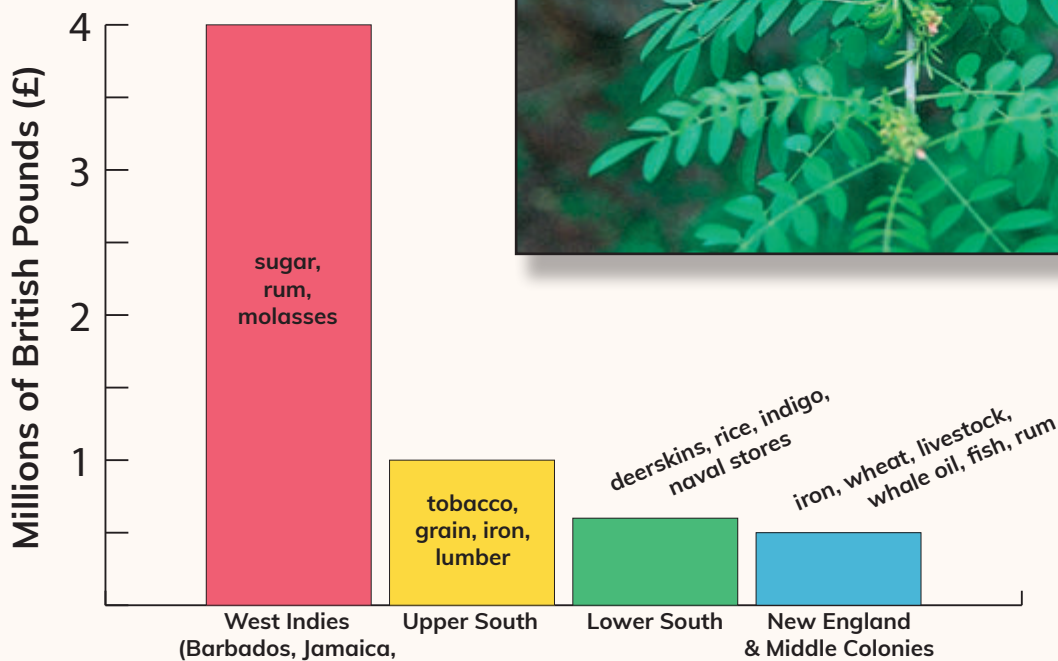 Millions of British Pounds (£)
4
3
2
1
sugar,
rum,
molasses
tobacco,
grain, iron,
lumber
deerskins, rice, indigo,
naval stores
iron, wheat, livestock,
whale oil, fish, rum
West Indies
(Barbados, Jamaica,
Upper South
Lower South
New England
& Middle Colonies